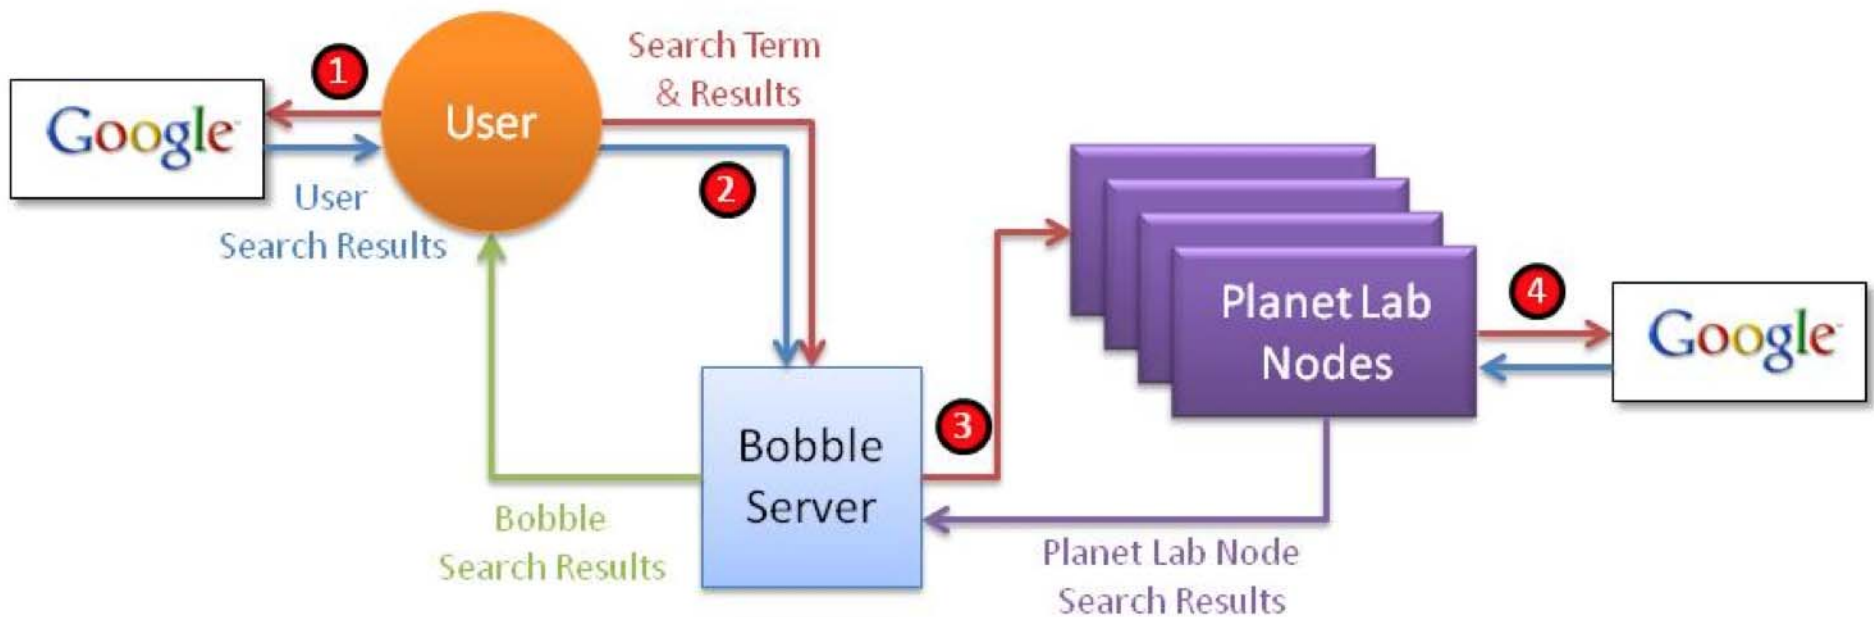 1
Google
User
User
Search Results
Search Term
& Results
2
Bobble
Server
Bobble
Search Results
3
Planet Lab
Nodes
4
Google
Planet Lab Node
Search Results